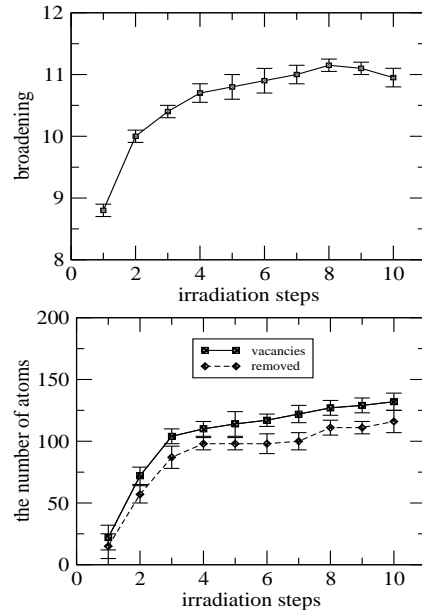 12
11
10
9
8
broadening
0 2 4 6 8 10
irradiation steps
200
150
100
50
0
the number of atoms
vacancies
removed
0 2 4 6 8 10
irradiation steps